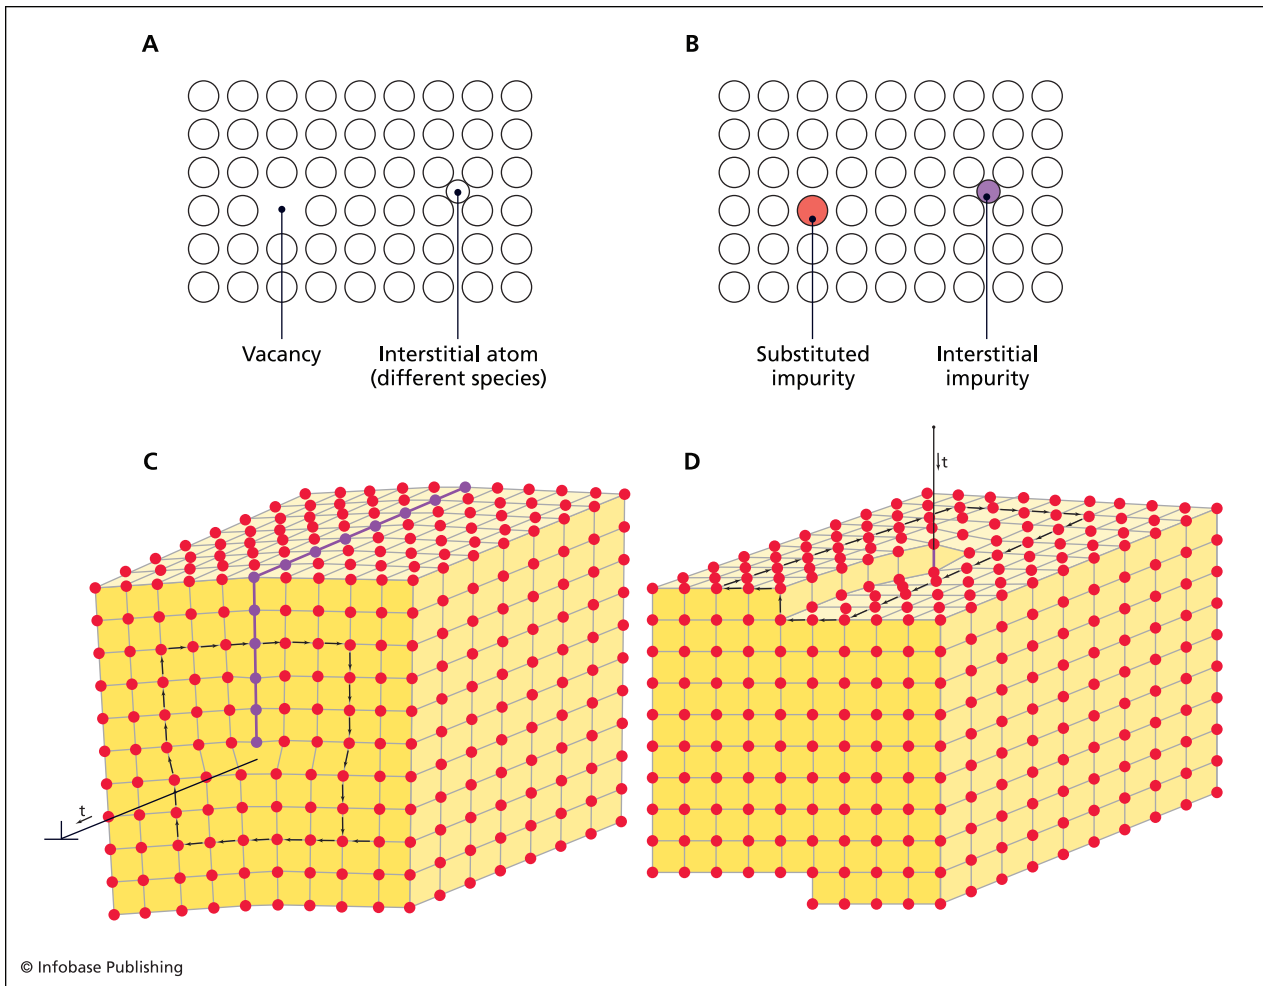 A
B
Vacancy
Interstitial atom
(different species)
Substituted
impurity
Interstitial
impurity
C
D
t
t
© Infobase Publishing